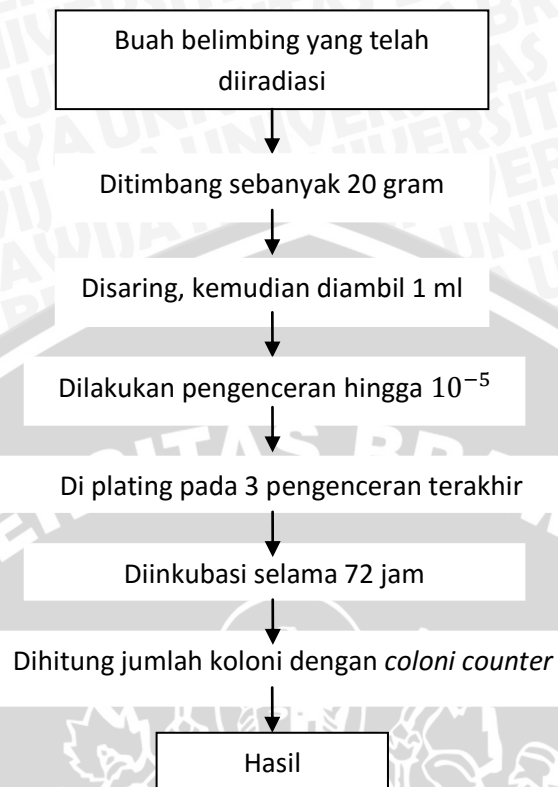 Buah belimbing yang telah
diiradiasi
Ditimbang sebanyak 20 gram
Disaring, kemudian diambil 1 ml
Dilakukan pengenceran hingga 10⁻⁵
Di plating pada 3 pengenceran terakhir
Diinkubasi selama 72 jam
Dihitung jumlah koloni dengan coloni counter
Hasil